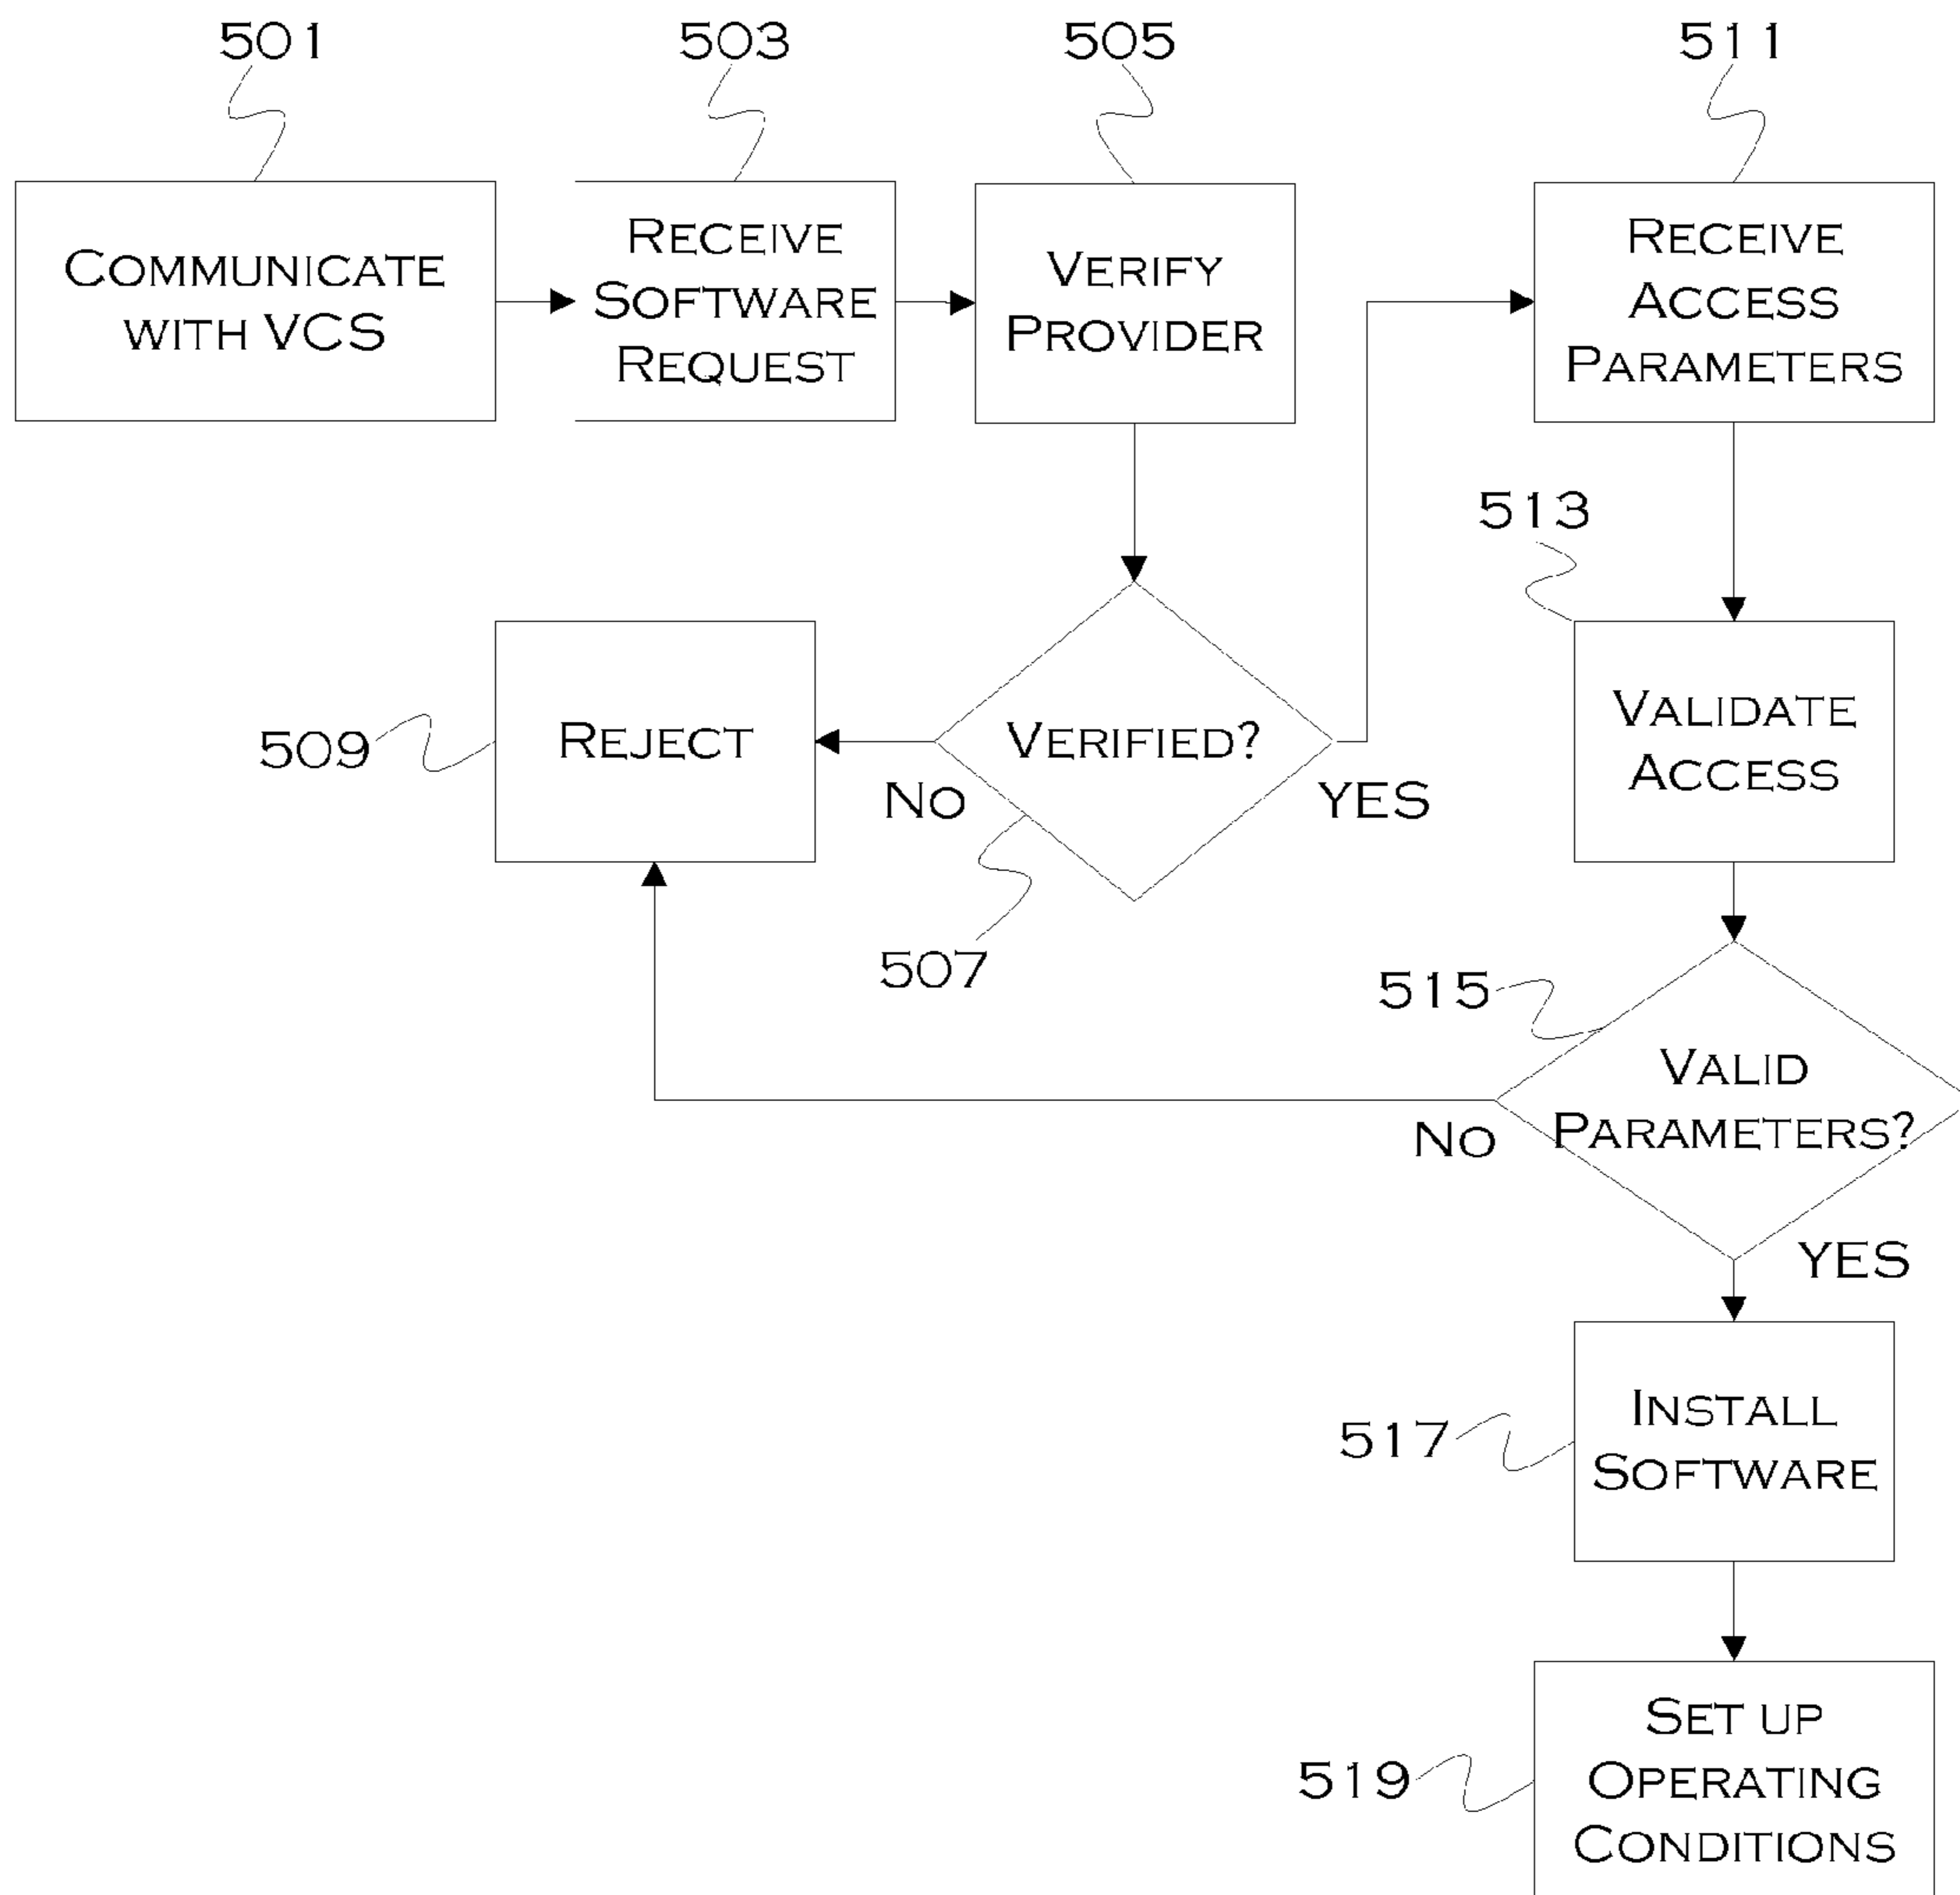 501
503
505
511
COMMUNICATE
WITH VCS
RECEIVE
SOFTWARE
REQUEST
VERIFY
PROVIDER
RECEIVE
ACCESS
PARAMETERS
513
509
REJECT
VERIFIED?
NO
YES
507
VALIDATE
ACCESS
515
VALID
PARAMETERS?
NO
YES
517
INSTALL
SOFTWARE
519
SET UP
OPERATING
CONDITIONS